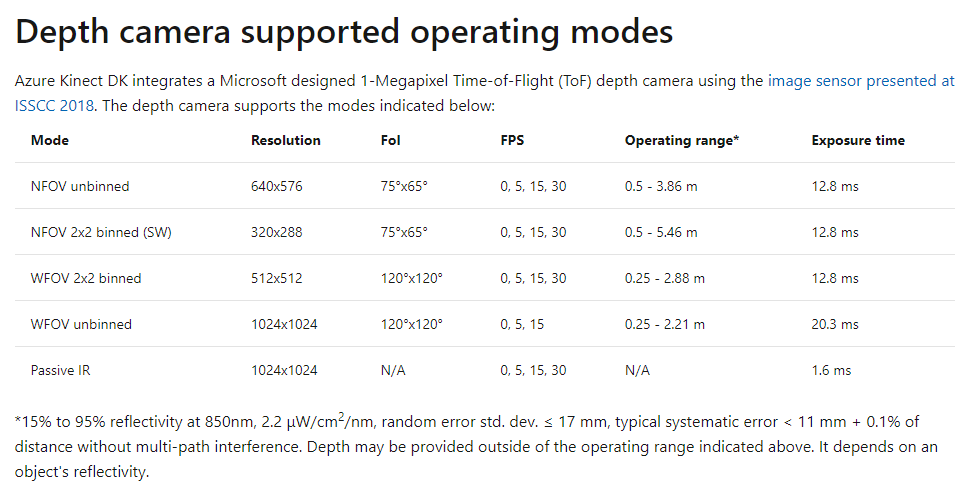 Depth camera supported operating modes
Azure Kinect DK integrates a Microsoft designed 1-Megapixel Time-of-Flight (ToF) depth camera using the image sensor presented at
ISSCC 2018. The depth camera supports the modes indicated below:
Mode Resolution FoI FPS Operating range* Exposure time
NFOV unbinned 640x576 75°x65° 0, 5, 15, 30 0.5 - 3.86 m 12.8 ms
NFOV 2x2 binned (SW) 320x288 75°x65° 0, 5, 15, 30 0.5 - 5.46 m 12.8 ms
WFOV 2x2 binned 512x512 120°x120° 0, 5, 15, 30 0.25 - 2.88 m 12.8 ms
WFOV unbinned 1024x1024 120°x120° 0, 5, 15 0.25 - 2.21 m 20.3 ms
Passive IR 1024x1024 N/A 0, 5, 15, 30 N/A 1.6 ms
*15% to 95% reflectivity at 850nm, 2.2 μW/cm²/nm, random error std. dev. ≤ 17 mm, typical systematic error < 11 mm + 0.1% of
distance without multi-path interference. Depth may be provided outside of the operating range indicated above. It depends on an
object's reflectivity.